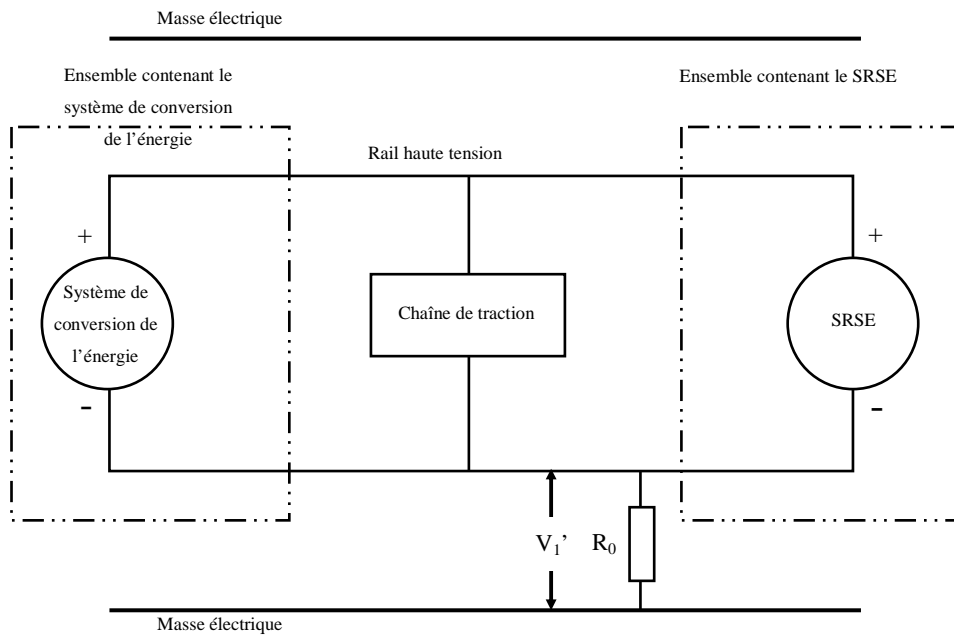 Masse électrique
Ensemble contenant le
système de conversion
de l’énergie
Ensemble contenant le SRSE
Rail haute tension
+
+
Système de
conversion de
l’énergie
Chaîne de traction
SRSE
-
-
V₁’
R₀
Masse électrique